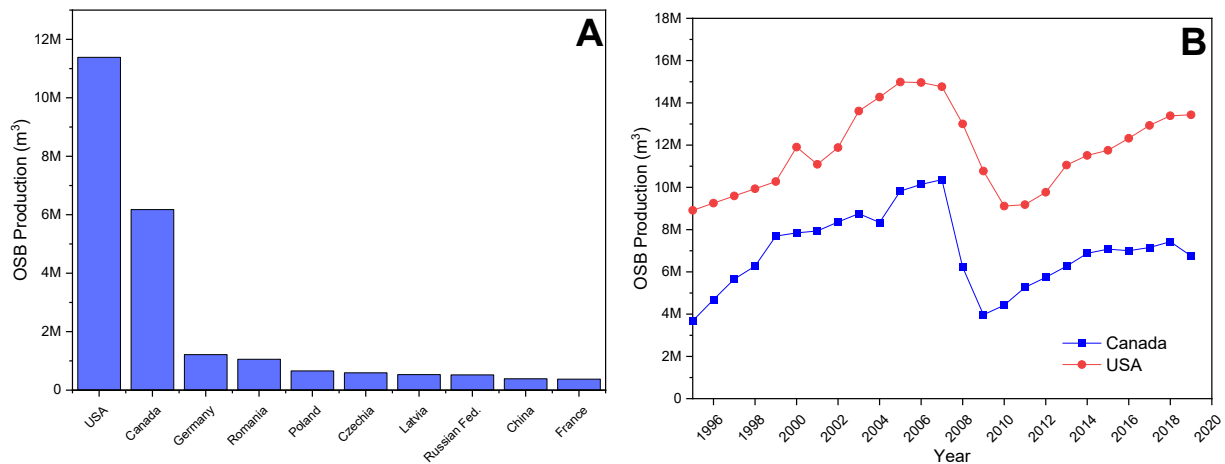 A
OSB Production (m³)
12M
10M
8M
6M
4M
2M
0
USA
Canada
Germany
Romania
Poland
Czechia
Latvia
Russian Fed.
China
France
B
OSB Production (m³)
18M
16M
14M
12M
10M
8M
6M
4M
2M
0
Canada
USA
1996
1998
2000
2002
2004
2006
2008
2010
2012
2014
2016
2018
2020
Year